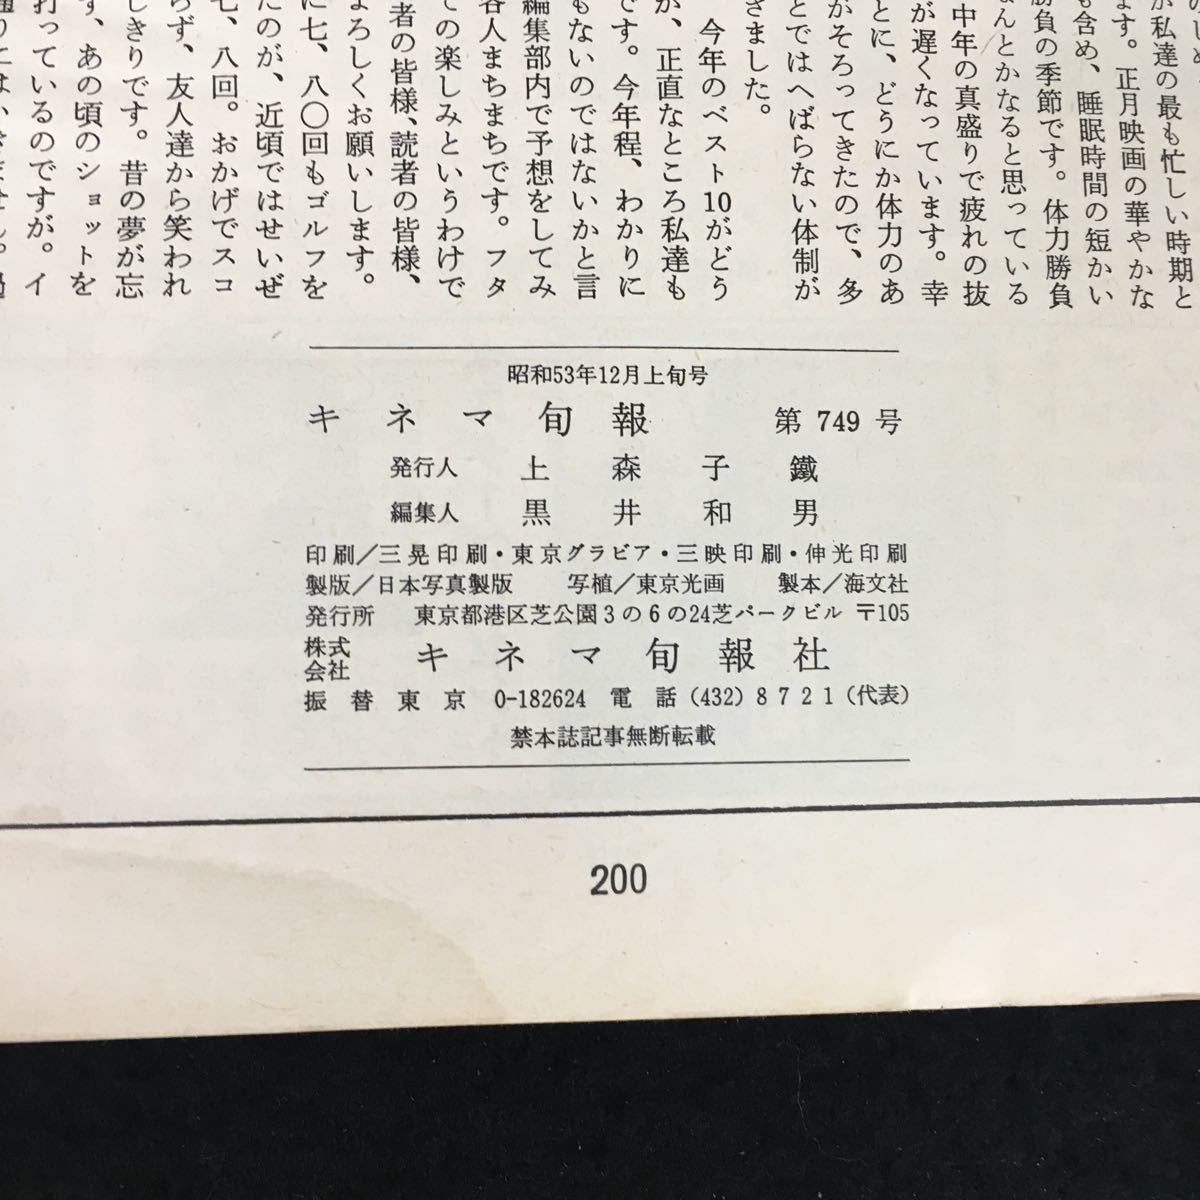 が私達の最も忙しい時期と
ます。正月映画の華やかな
も含め、睡眠時間の短かい
勝負の季節です。体力勝負
なんとかなると思っている
中年の真盛りで疲れの抜
が遅くなっています。幸
とに、どうにか体力のあ
がそろってきたので、多
とではへばらない体制が
ざました。
今年のベスト10がどう
が、正直なところ私達も
です。今年程、わかりに
もないのではないかと言
編集部内で予想をしてみ
各人まちまちです。フタ
ての楽しみというわけで
者の皆様、読者の皆様、
よろしくお願いします。
に七、八〇回もゴルフを
たのが、近頃ではせいぜ
七、八回。おかげでスコ
らず、友人達から笑われ
しきりです。昔の夢が忘
す、あの頃のショットを
打っているのですが。イ
昭和53年12月上旬号
キネマ旬報 第749号
発行人 上森子鐵
編集人 黒井和男
印刷/三晃印刷・東京グラビア・三映印刷・伸光印刷
製版/日本写真製版 写植/東京光画 製本/海文社
発行所 東京都港区芝公園3の6の24芝パークビル 〒105
株式会社 キネマ旬報社
振替東京 0-182624 電話(432)8721(代表)
禁本誌記事無断転載
200